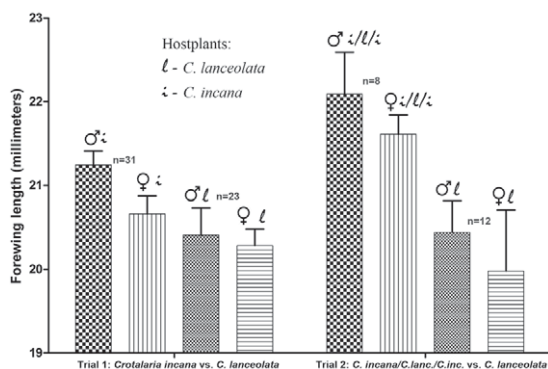 Forewing length (millimeters)
23
22
21
20
19
Hostplants:
ℓ - C. lanceolata
i - C. incana
♂i
n=31
♀i
♂ℓ
n=23
♀ℓ
♂i/l/i
n=8
♀i/l/i
♂ℓ
n=12
♀ℓ
Trial 1: Crotalaria incana vs. C. lanceolata
Trial 2: C. incana/C.lanc./C.inc. vs. C. lanceolata